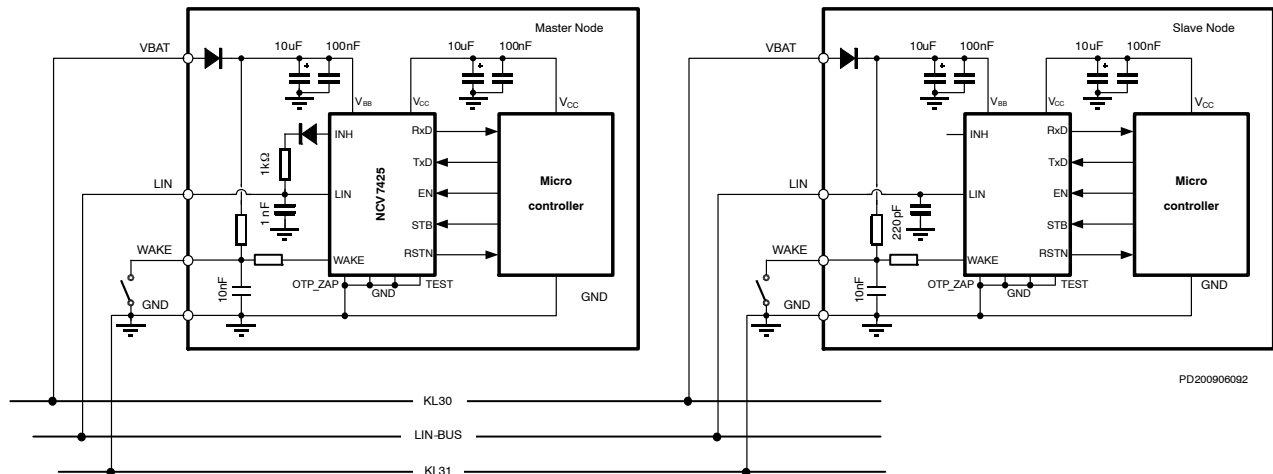 Master Node
VBAT
10uF
100nF
10uF
100nF
VBB
VCC
VCC
INH
RxD
1kΩ
TxD
LIN
LIN
NCV 7425
EN
Micro
controller
1nF
STB
WAKE
WAKE
RSTN
OTP_ZAP
GND
TEST
10nF
GND
GND
Slave Node
VBAT
10uF
100nF
10uF
100nF
VBB
VCC
VCC
INH
RxD
TxD
LIN
LIN
EN
Micro
controller
220pF
STB
WAKE
WAKE
RSTN
OTP_ZAP
GND
TEST
10nF
GND
GND
PD200906092
KL30
LIN-BUS
KL31